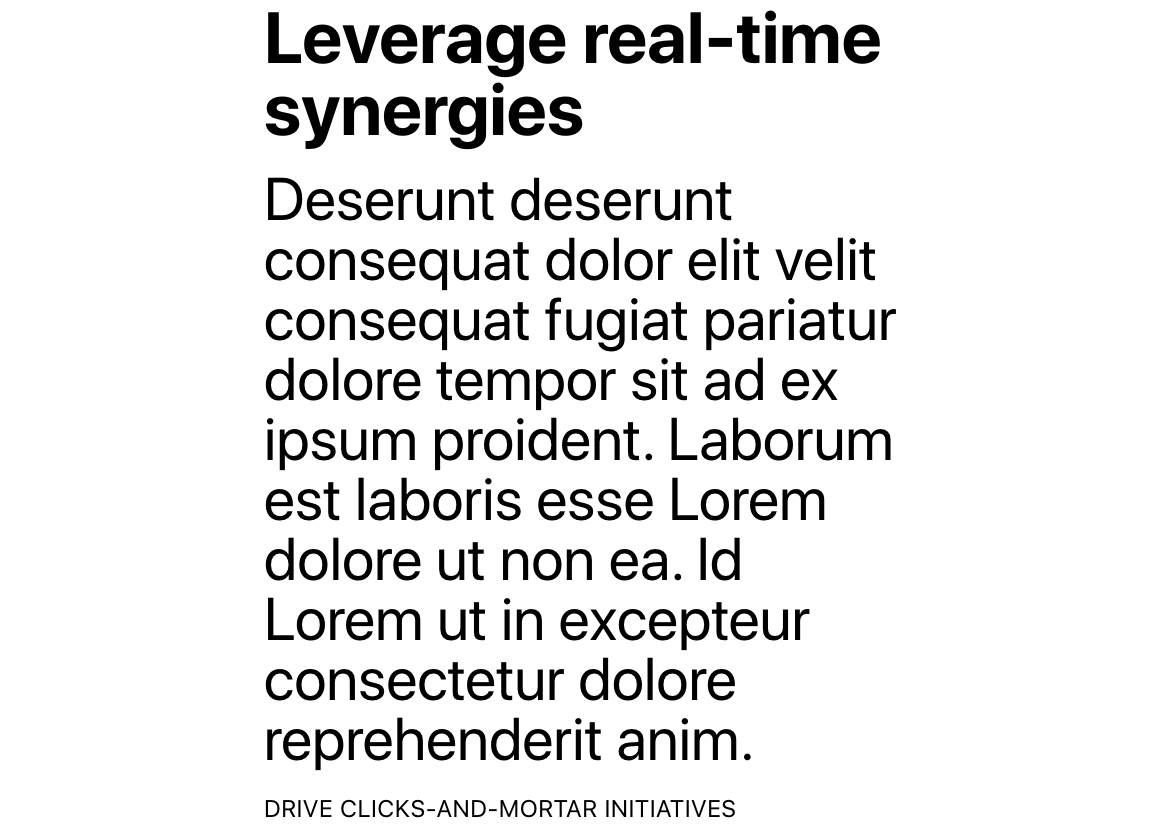 Leverage real-time
synergies
Deserunt deserunt
consequat dolor elit velit
consequat fugiat pariatur
dolore tempor sit ad ex
ipsum proident. Laborum
est laboris esse Lorem
dolore ut non ea. Id
Lorem ut in excepteur
consectetur dolore
reprehenderit anim.
DRIVE CLICKS-AND-MORTAR INITIATIVES